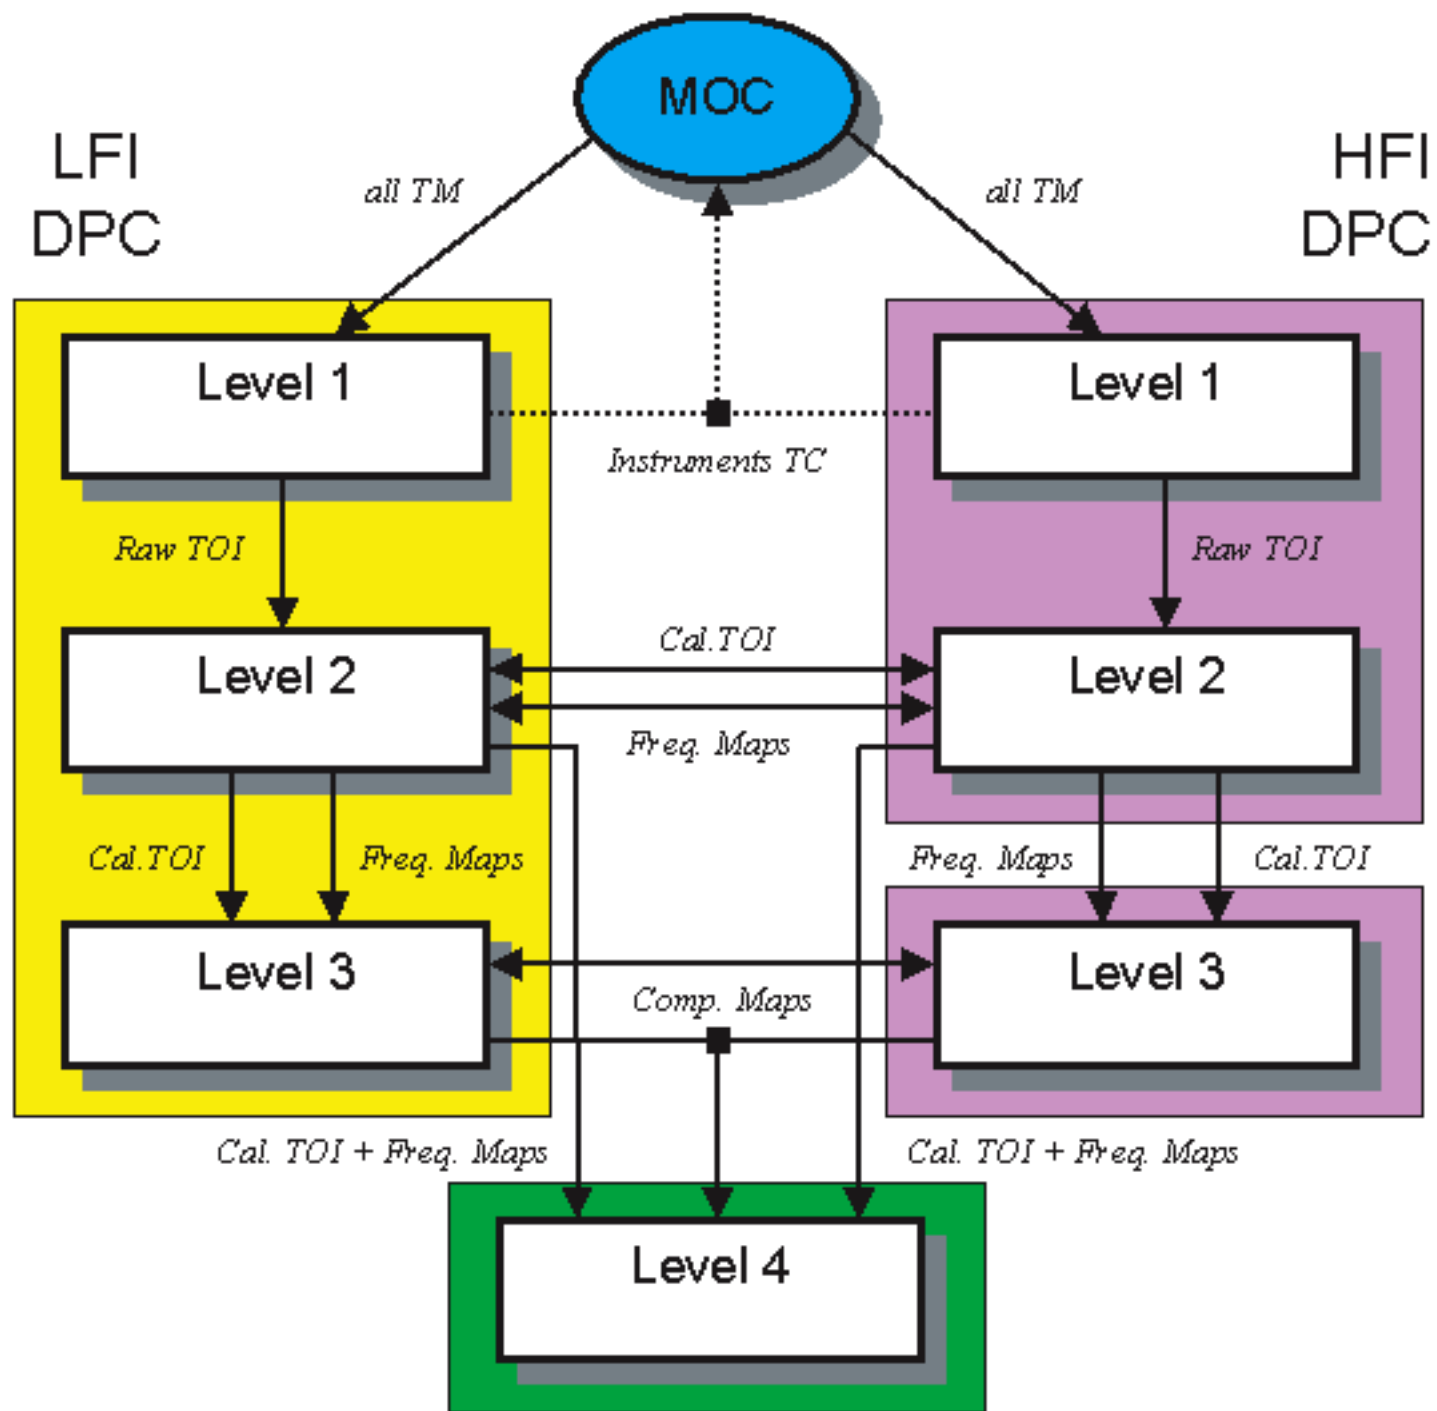 MOC
LFI
DPC
HFI
DPC
all TM
all TM
Level 1
Level 1
Instruments TC
Raw TOI
Raw TOI
Cal.TOI
Level 2
Level 2
Freq. Maps
Cal.TOI
Freq. Maps
Freq. Maps
Cal.TOI
Level 3
Level 3
Comp. Maps
Cal. TOI + Freq. Maps
Cal. TOI + Freq. Maps
Level 4